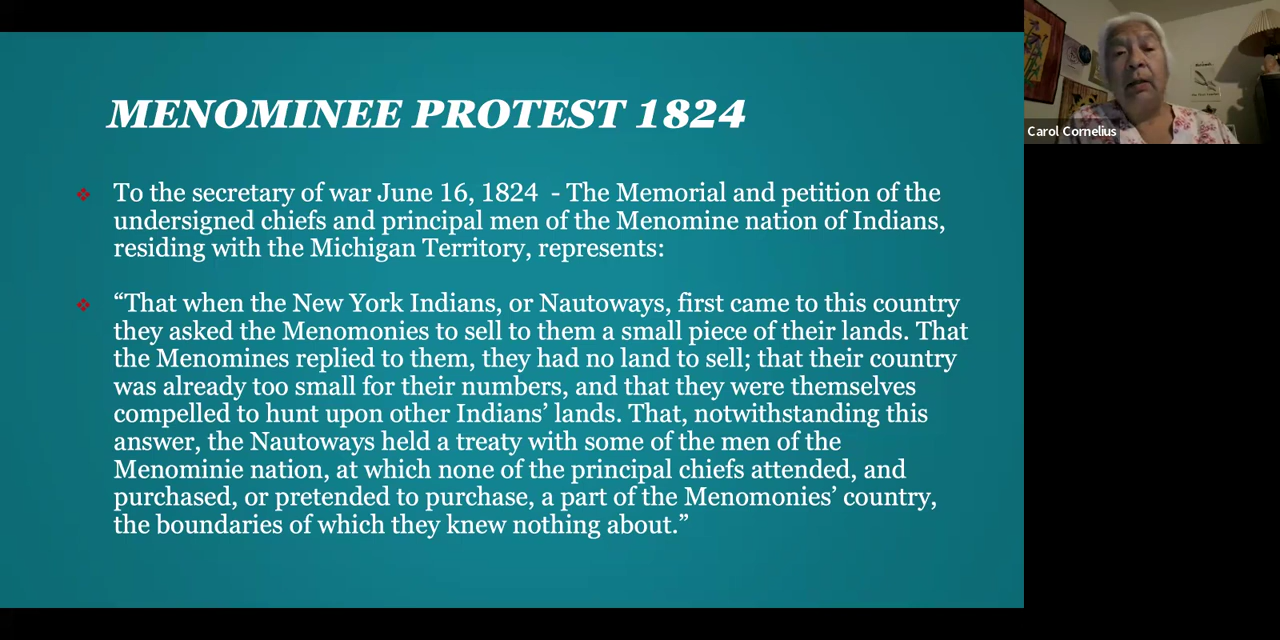 MENOMINEE PROTEST 1824
To the secretary of war June 16, 1824 - The Memorial and petition of the
undersigned chiefs and principal men of the Menomine nation of Indians,
residing with the Michigan Territory, represents:
“That when the New York Indians, or Nautoways, first came to this country
they asked the Menomonies to sell to them a small piece of their lands. That
the Menomines replied to them, they had no land to sell; that their country
was already too small for their numbers, and that they were themselves
compelled to hunt upon other Indians’ lands. That, notwithstanding this
answer, the Nautoways held a treaty with some of the men of the
Menominie nation, at which none of the principal chiefs attended, and
purchased, or pretended to purchase, a part of the Menomonies’ country,
the boundaries of which they knew nothing about.”
Carol Cornelius